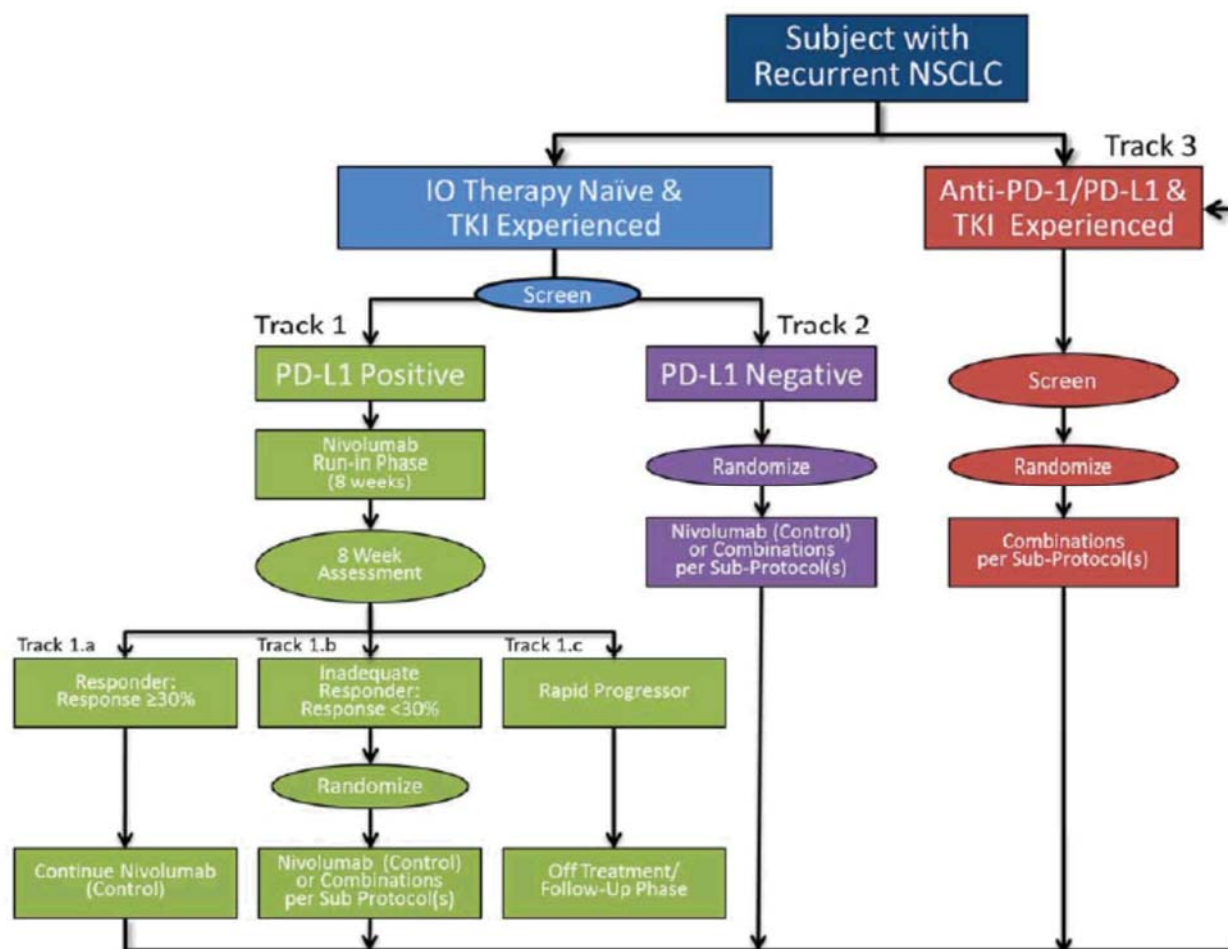 Subject with
Recurrent NSCLC
Track 3
IO Therapy Naïve &
TKI Experienced
Anti-PD-1/PD-L1 &
TKI Experienced
Screen
Track 1
Track 2
PD-L1 Positive
PD-L1 Negative
Screen
Nivolumab
Run-in Phase
(8 weeks)
Randomize
Randomize
8 Week
Assessment
Nivolumab (Control)
or Combinations
per Sub-Protocol(s)
Combinations
per Sub-Protocol(s)
Track 1.a
Track 1.b
Track 1.c
Responder:
Response ≥30%
Inadequate
Responder:
Response <30%
Rapid Progressor
Randomize
Continue Nivolumab
(Control)
Nivolumab (Control)
or Combinations
per Sub Protocol(s)
Off Treatment/
Follow-Up Phase